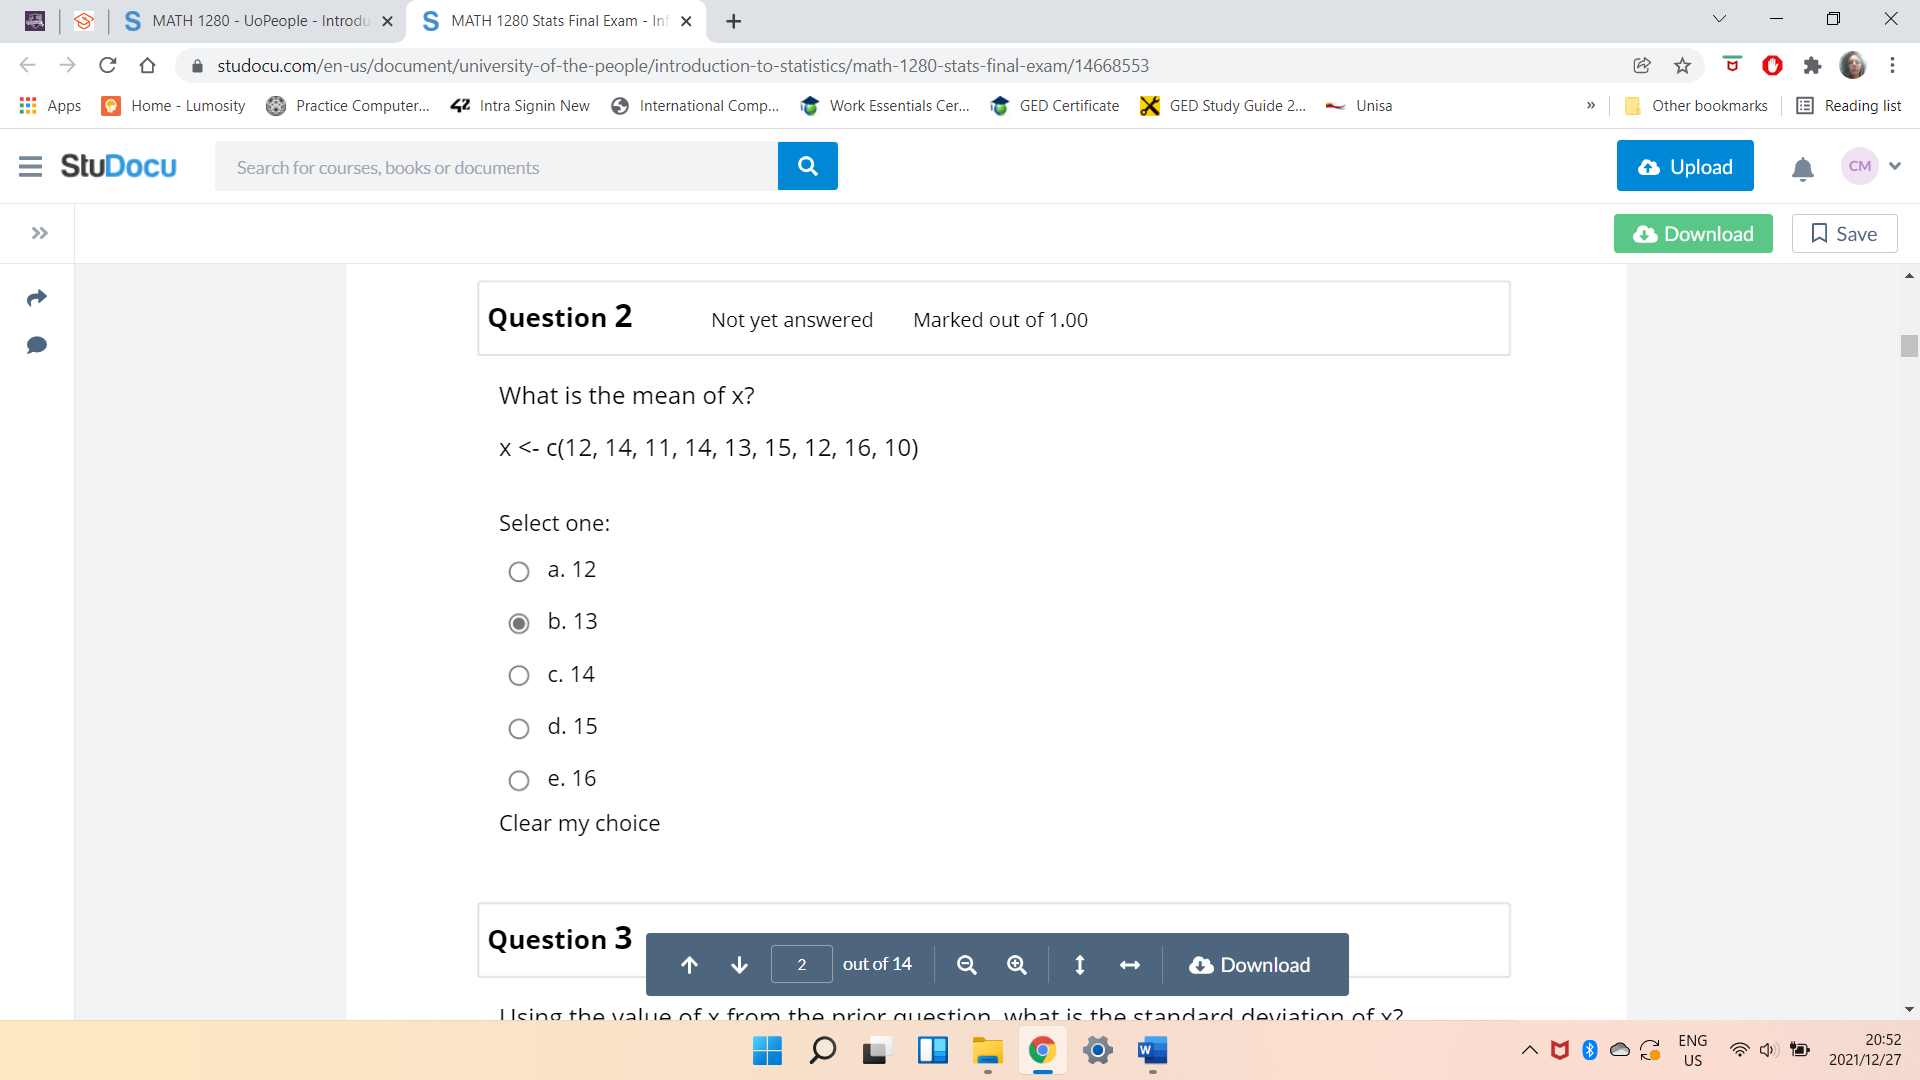 MATH 1280 - UoPeople - Introdu
MATH 1280 Stats Final Exam - Inf
studocu.com/en-us/document/university-of-the-people/introduction-to-statistics/math-1280-stats-final-exam/14668553
Apps
Home - Lumosity
Practice Computer...
Intra Signin New
International Comp...
Work Essentials Cer...
GED Certificate
GED Study Guide 2...
Unisa
»
Other bookmarks
Reading list
StuDocu
Search for courses, books or documents
Upload
CM
Download
Save
Question 2 Not yet answered Marked out of 1.00
What is the mean of x?
x <- c(12, 14, 11, 14, 13, 15, 12, 16, 10)
Select one:
a. 12
b. 13
c. 14
d. 15
e. 16
Clear my choice
Question 3
2 out of 14
Download
Using the value of x from the prior question, what is the standard deviation of x?
ENG
US
20:52
2021/12/27